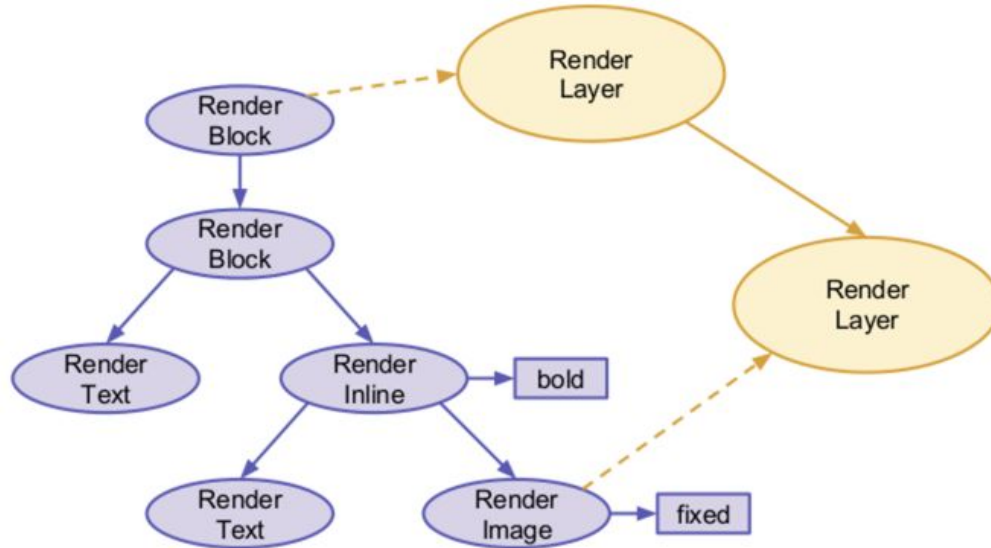 Render
Layer
Render
Block
Render
Block
Render
Layer
Render
Text
Render
Inline
bold
Render
Text
Render
Image
fixed